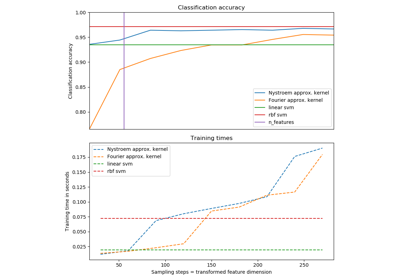 Classification accuracy
1.00
0.95
0.90
0.85
0.80
Classification accuracy
Nystroem approx. kernel
Fourier approx. kernel
linear svm
rbf svm
n_features
Training times
0.175
0.150
0.125
0.100
0.075
0.050
0.025
Training time in seconds
Nystroem approx. kernel
Fourier approx. kernel
linear svm
rbf svm
50
100
150
200
250
Sampling steps = transformed feature dimension